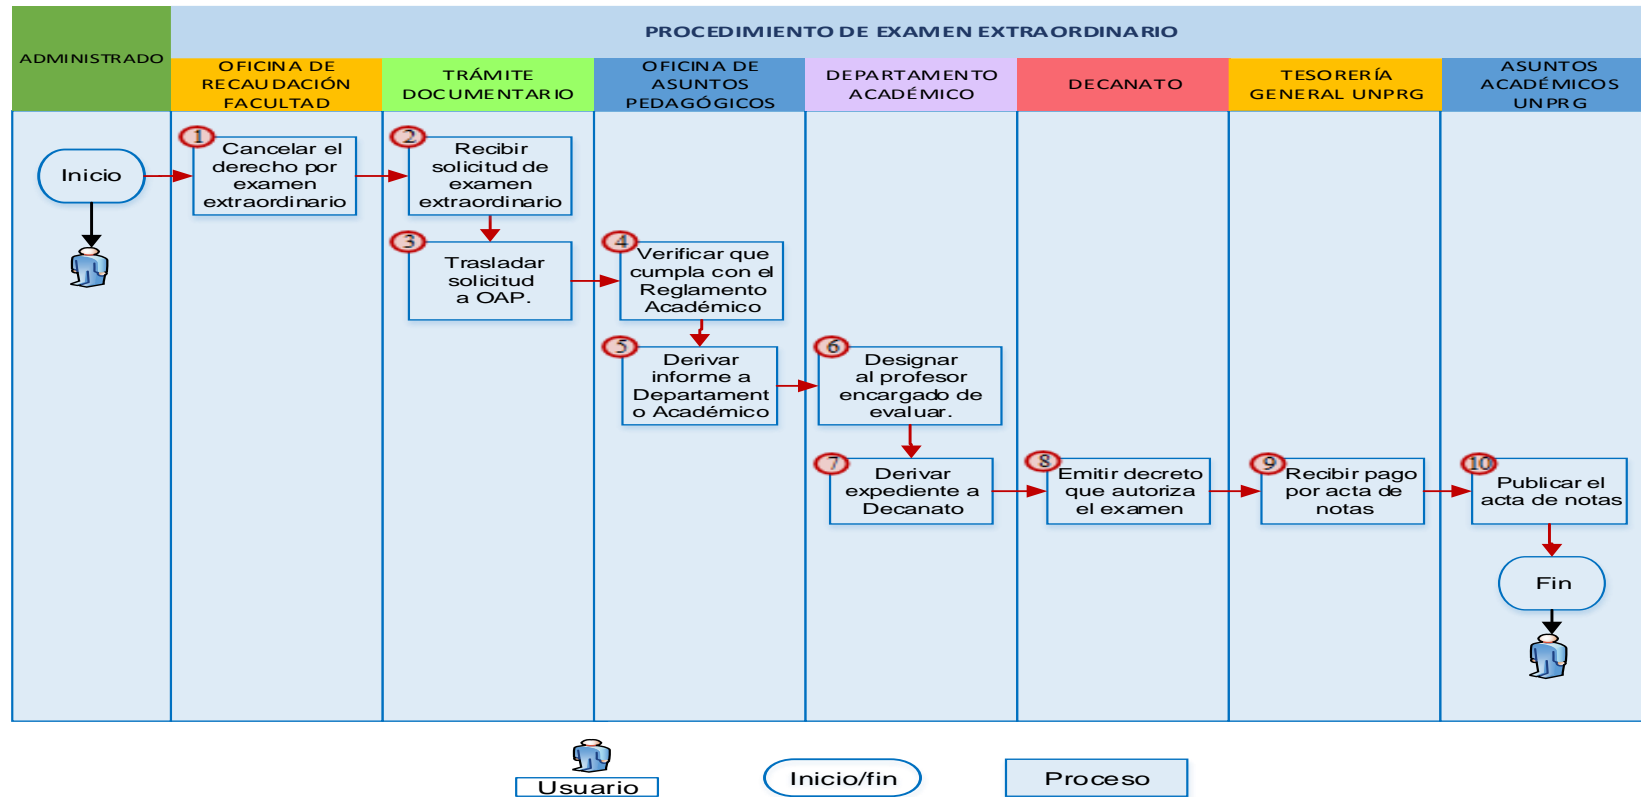 PROCEDIMIENTO DE EXAMEN EXTRAORDINARIO
ADMINISTRADO
OFICINA DE
RECAUDACIÓN
FACULTAD
TRÁMITE
DOCUMENTARIO
OFICINA DE
ASUNTOS
PEDAGÓGICOS
DEPARTAMENTO
ACADÉMICO
DECANATO
TESORERÍA
GENERAL UNPRG
ASUNTOS
ACADÉMICOS
UNPRG
Inicio
1
Cancelar el
derecho por
examen
extraordinario
2
Recibir
solicitud de
examen
extraordinario
3
Trasladar
solicitud
a OAP.
4
Verificar que
cumpla con el
Reglamento
Académico
5
Derivar
informe a
Departament
o Académico
6
Designar
al profesor
encargado de
evaluar.
7
Derivar
expediente a
Decanato
8
Emitir decreto
que autoriza
el examen
9
Recibir pago
por acta de
notas
10
Publicar el
acta de notas
Fin
Usuario
Inicio/fin
Proceso